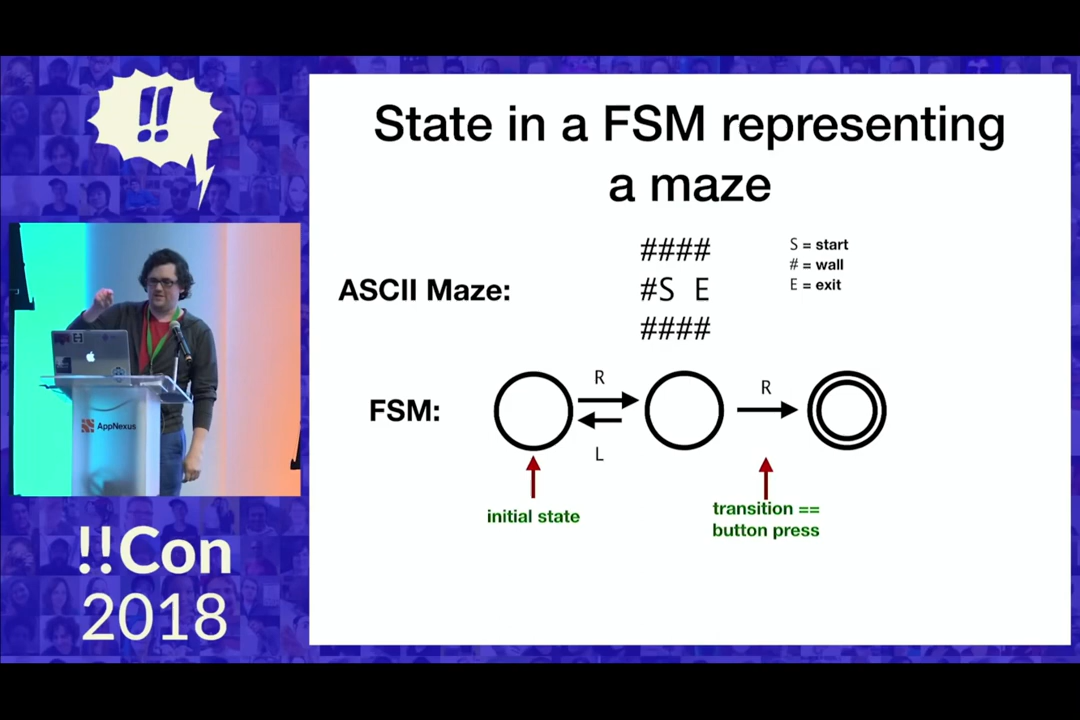 !!
State in a FSM representing
a maze
####
S = start
# = wall
ASCII Maze:
#S E
E = exit
####
R
R
FSM:
L
AppNexus
initial state
transition ==
button press
!!Con
2018